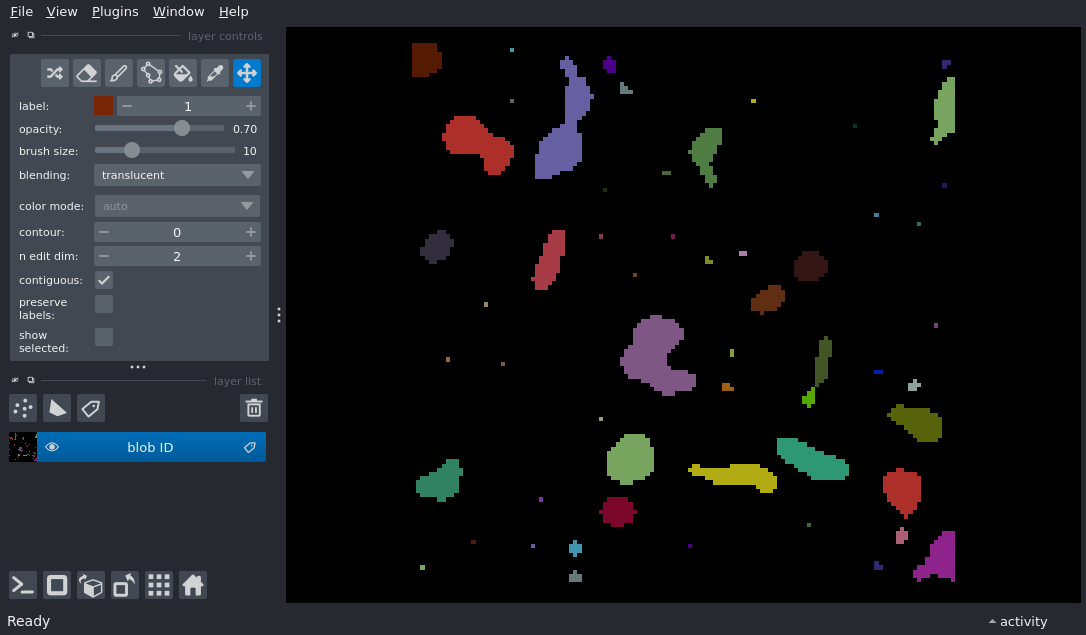 File View Plugins Window Help
layer controls
label: 1
opacity: 0.70
brush size: 10
blending: translucent
color mode: auto
contour: 0
n edit dim: 2
contiguous:
preserve
labels:
show
selected:
layer list
blob ID
Ready
activity